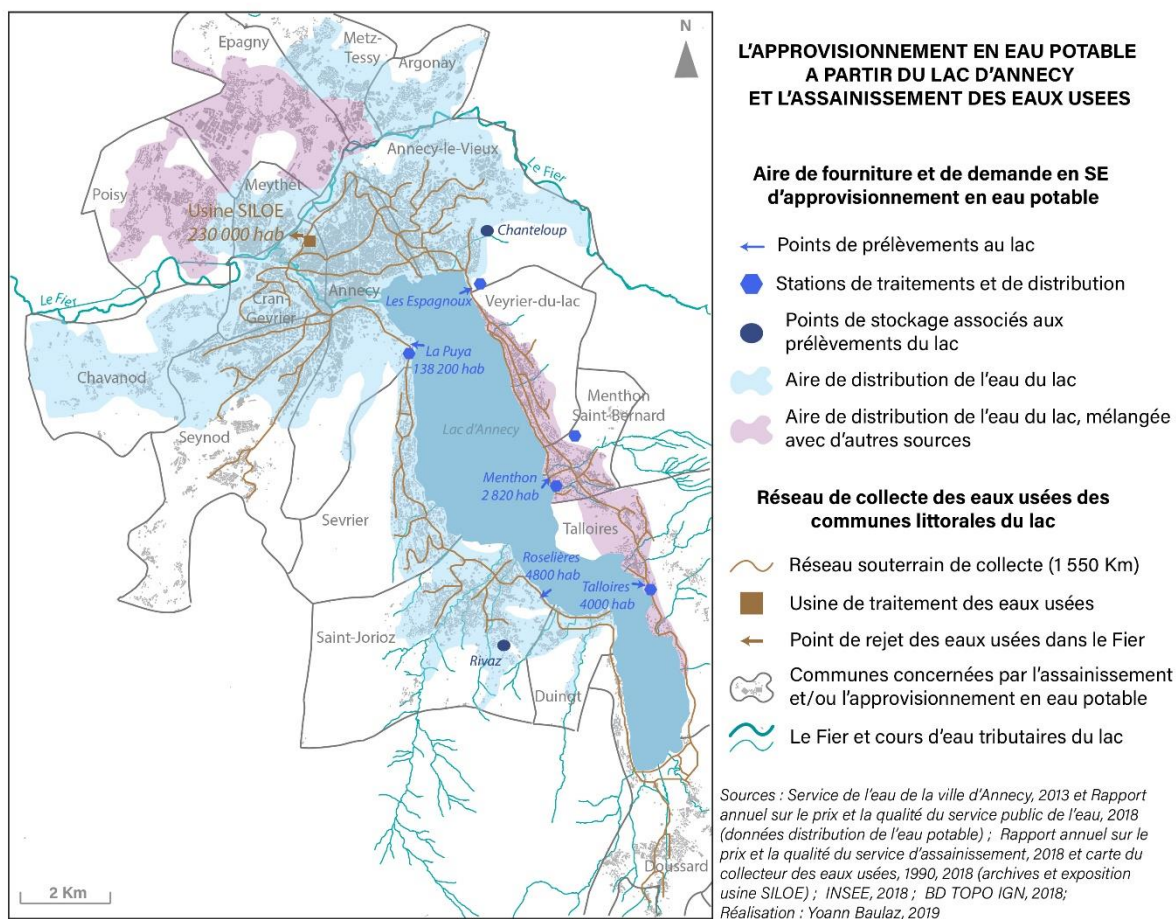 Epagny
Metz-
Tessy
Argonay
N
Annecy-le-Vieux
Le Fier
Poisy
Meythet
Usine SILOE
230 000 hab
Chanteloup
Le Fier
Cran-
Gevrier
Annecy
Les Espagnoux
Veyrier-du-lac
La Puya
138 200 hab
Chavanod
Menthon
Saint-Bernard
Seynod
Lac d'Annecy
Menthon
2 820 hab
Sevrier
Talloires
Roselières
4800 hab
Talloires
4000 hab
Saint-Jorioz
Rivaz
Duingt
Doussard
2 Km
L'APPROVISIONNEMENT EN EAU POTABLE
A PARTIR DU LAC D'ANNECY
ET L'ASSAINISSEMENT DES EAUX USEES
Aire de fourniture et de demande en SE
d'approvisionnement en eau potable
Points de prélèvements au lac
Stations de traitements et de distribution
Points de stockage associés aux
prélèvements du lac
Aire de distribution de l'eau du lac
Aire de distribution de l'eau du lac, mélangée
avec d'autres sources
Réseau de collecte des eaux usées des
communes littorales du lac
Réseau souterrain de collecte (1 550 Km)
Usine de traitement des eaux usées
Point de rejet des eaux usées dans le Fier
Communes concernées par l'assainissement
et/ou l'approvisionnement en eau potable
Le Fier et cours d'eau tributaires du lac
Sources : Service de l'eau de la ville d'Annecy, 2013 et Rapport
annuel sur le prix et la qualité du service public de l'eau, 2018
(données distribution de l'eau potable) ; Rapport annuel sur le
prix et la qualité du service d'assainissement, 2018 et carte du
collecteur des eaux usées, 1990, 2018 (archives et exposition
usine SILOE) ; INSEE, 2018 ; BD TOPO IGN, 2018;
Réalisation : Yoann Baulaz, 2019